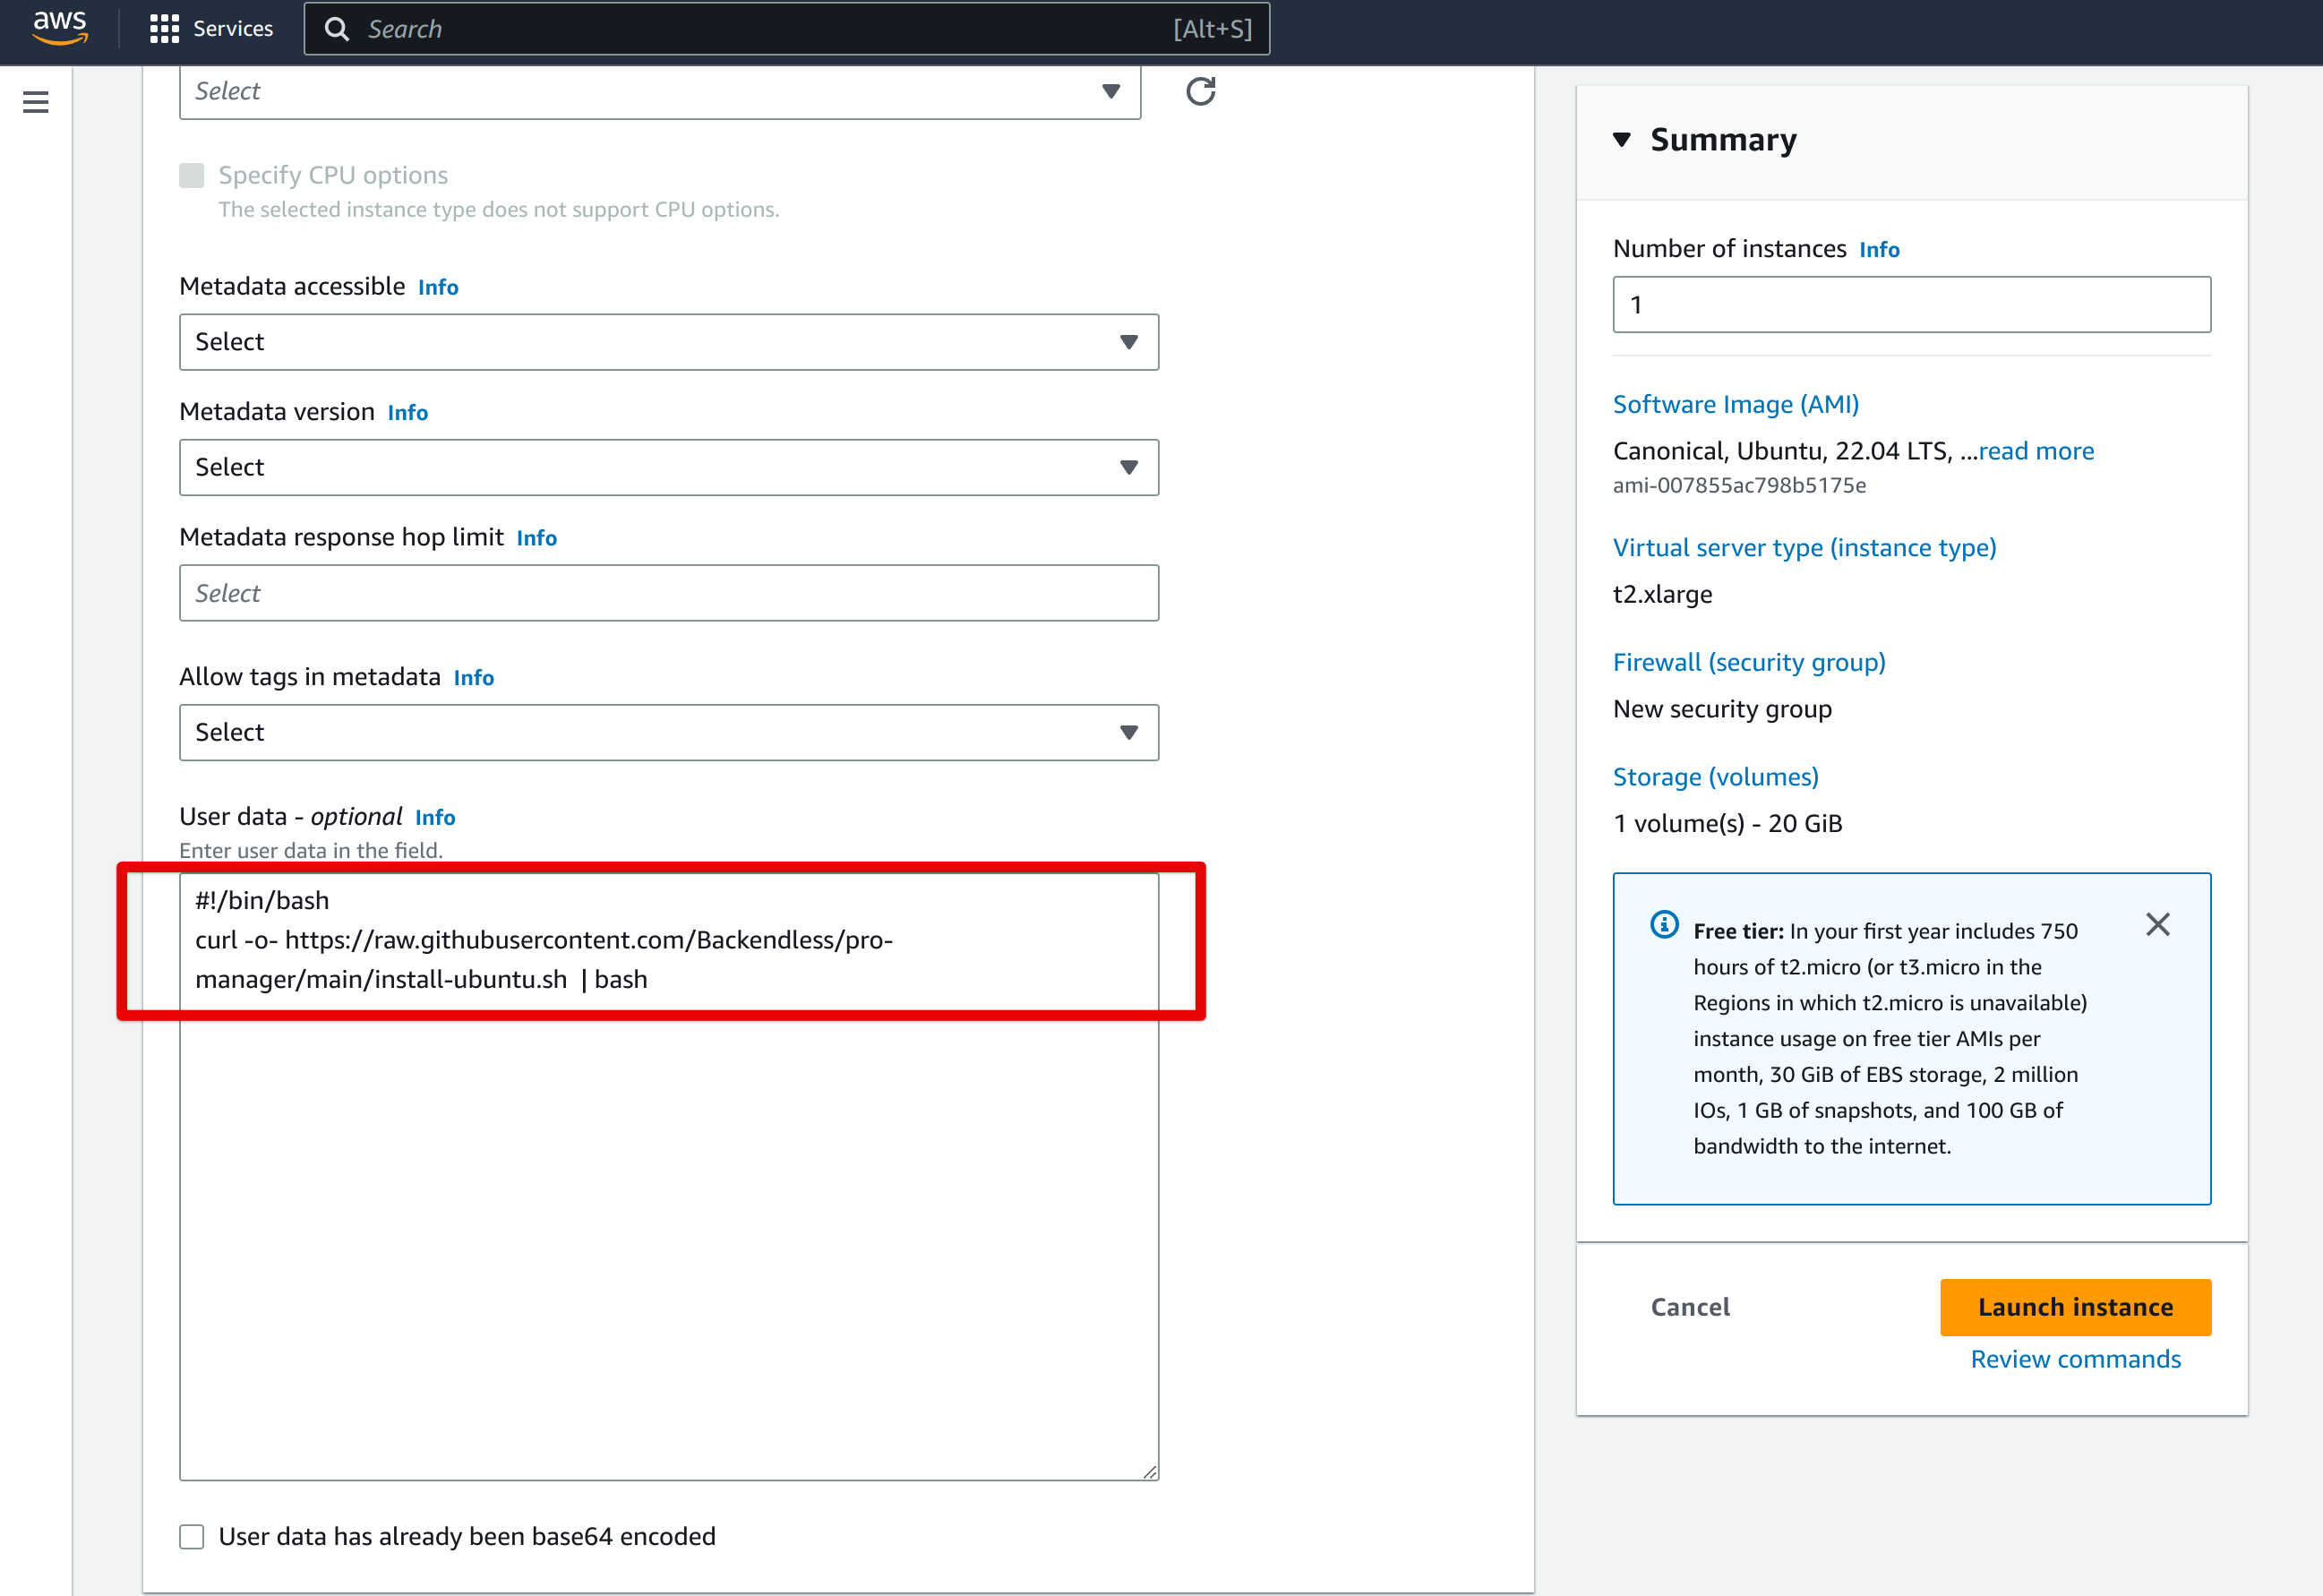 aws
Services
Search
[Alt+S]
Select
Specify CPU options
The selected instance type does not support CPU options.
Metadata accessible Info
Select
Metadata version Info
Select
Metadata response hop limit Info
Select
Allow tags in metadata Info
Select
User data - optional Info
Enter user data in the field.
#!/bin/bash
curl -o- https://raw.githubusercontent.com/Backendless/pro-
manager/main/install-ubuntu.sh  | bash
User data has already been base64 encoded
Summary
Number of instances Info
1
Software Image (AMI)
Canonical, Ubuntu, 22.04 LTS, ...read more
ami-007855ac798b5175e
Virtual server type (instance type)
t2.xlarge
Firewall (security group)
New security group
Storage (volumes)
1 volume(s) - 20 GiB
Free tier: In your first year includes 750
hours of t2.micro (or t3.micro in the
Regions in which t2.micro is unavailable)
instance usage on free tier AMIs per
month, 30 GiB of EBS storage, 2 million
IOs, 1 GB of snapshots, and 100 GB of
bandwidth to the internet.
Cancel
Launch instance
Review commands